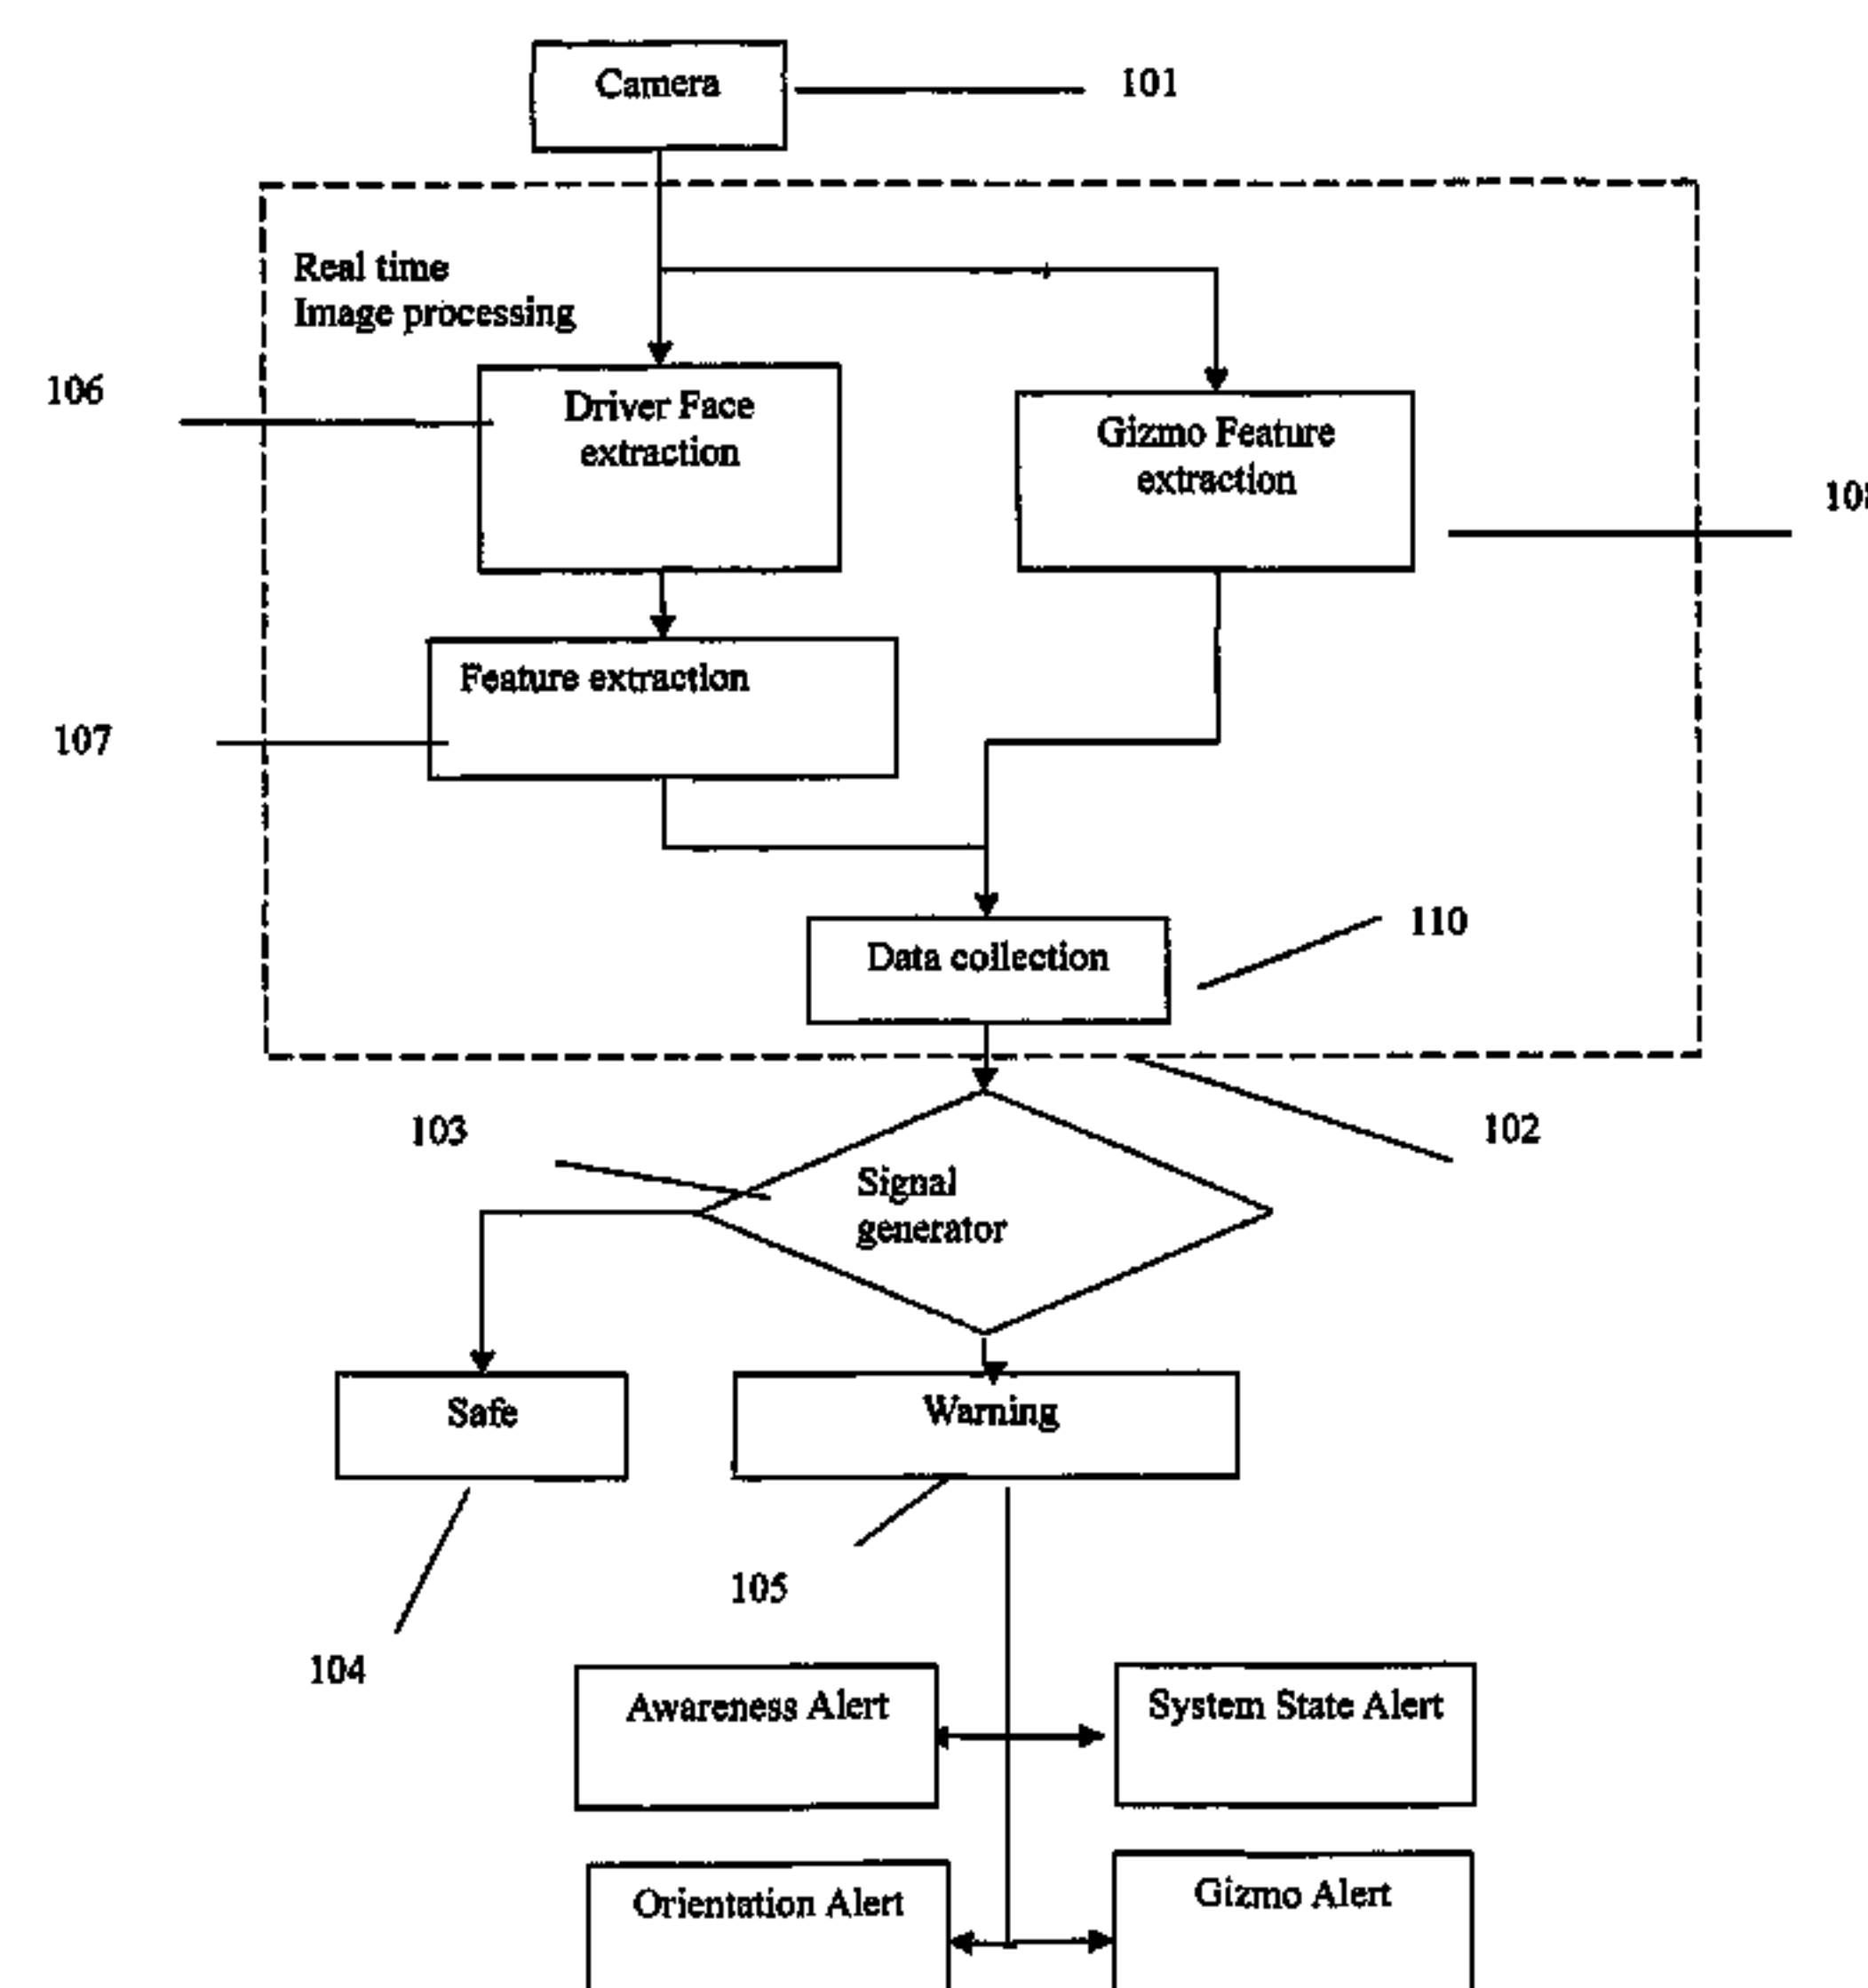 Camera
101
Real time
Image processing
106
Driver Face
extraction
Gizmo Feature
extraction
Feature extraction
107
Data collection
110
103
102
Signal
generator
Safe
Warning
105
104
Awareness Alert
System State Alert
Orientation Alert
Gizmo Alert